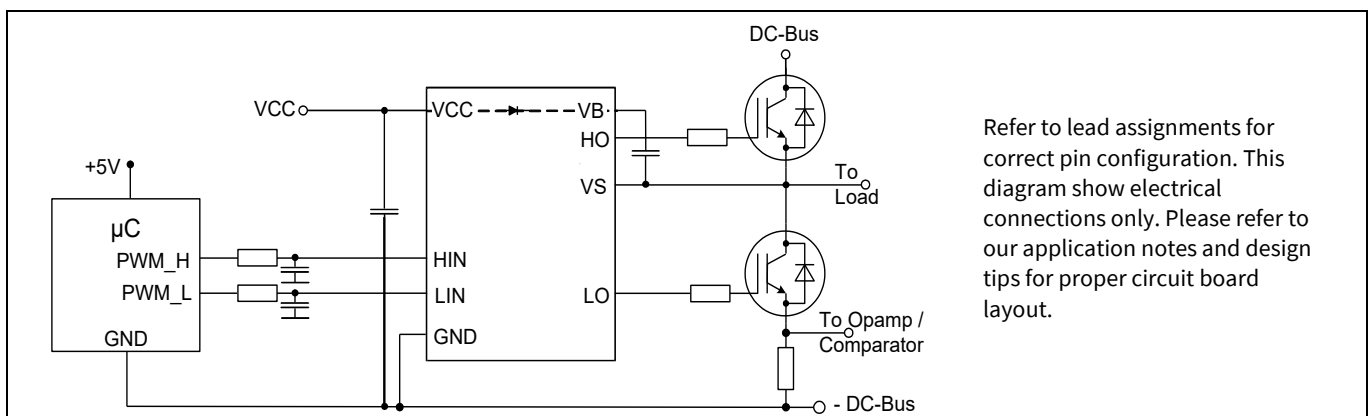 DC-Bus
VCC
VCC
VB
HO
+5V
To
Load
VS
µC
PWM_H
HIN
PWM_L
LIN
LO
GND
GND
To Opamp /
Comparator
- DC-Bus
Refer to lead assignments for
correct pin configuration. This
diagram show electrical
connections only. Please refer to
our application notes and design
tips for proper circuit board
layout.